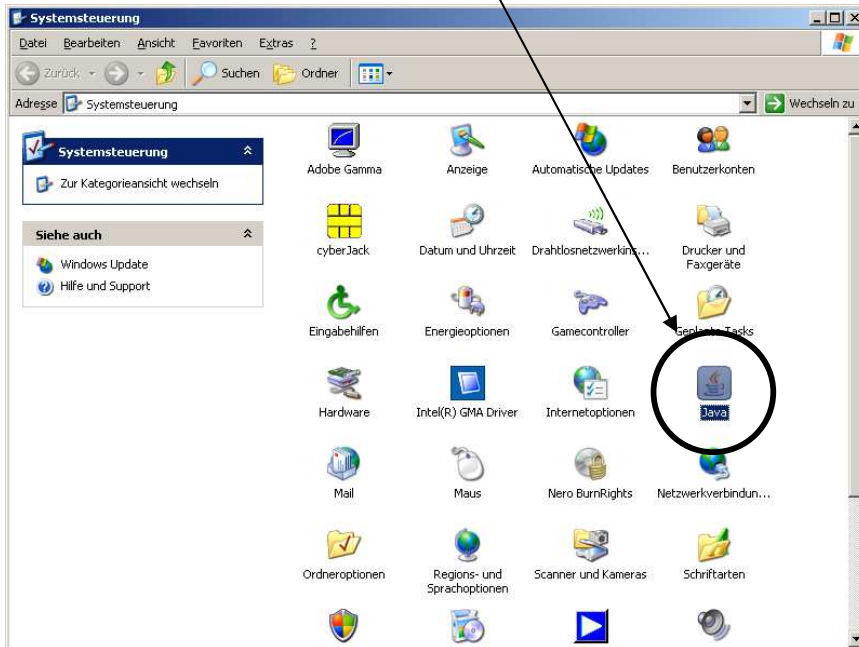 Systemsteuerung
Datei Bearbeiten Ansicht Favoriten Extras ?
Zurück Suchen Ordner
Adresse Systemsteuerung Wechseln zu
Systemsteuerung
Zur Kategorieansicht wechseln
Siehe auch
Windows Update
Hilfe und Support
Adobe Gamma
Anzeige
Automatische Updates
Benutzerkonten
cyberJack
Datum und Uhrzeit
Drahtlosnetzwerkins...
Drucker und
Faxgeräte
Eingabehilfen
Energieoptionen
Gamecontroller
Geplante Tasks
Hardware
Intel(R) GMA Driver
Internetoptionen
Java
Mail
Maus
Nero BurnRights
Netzwerkverbindun...
Ordneroptionen
Regions- und
Sprachoptionen
Scanner und Kameras
Schriftarten